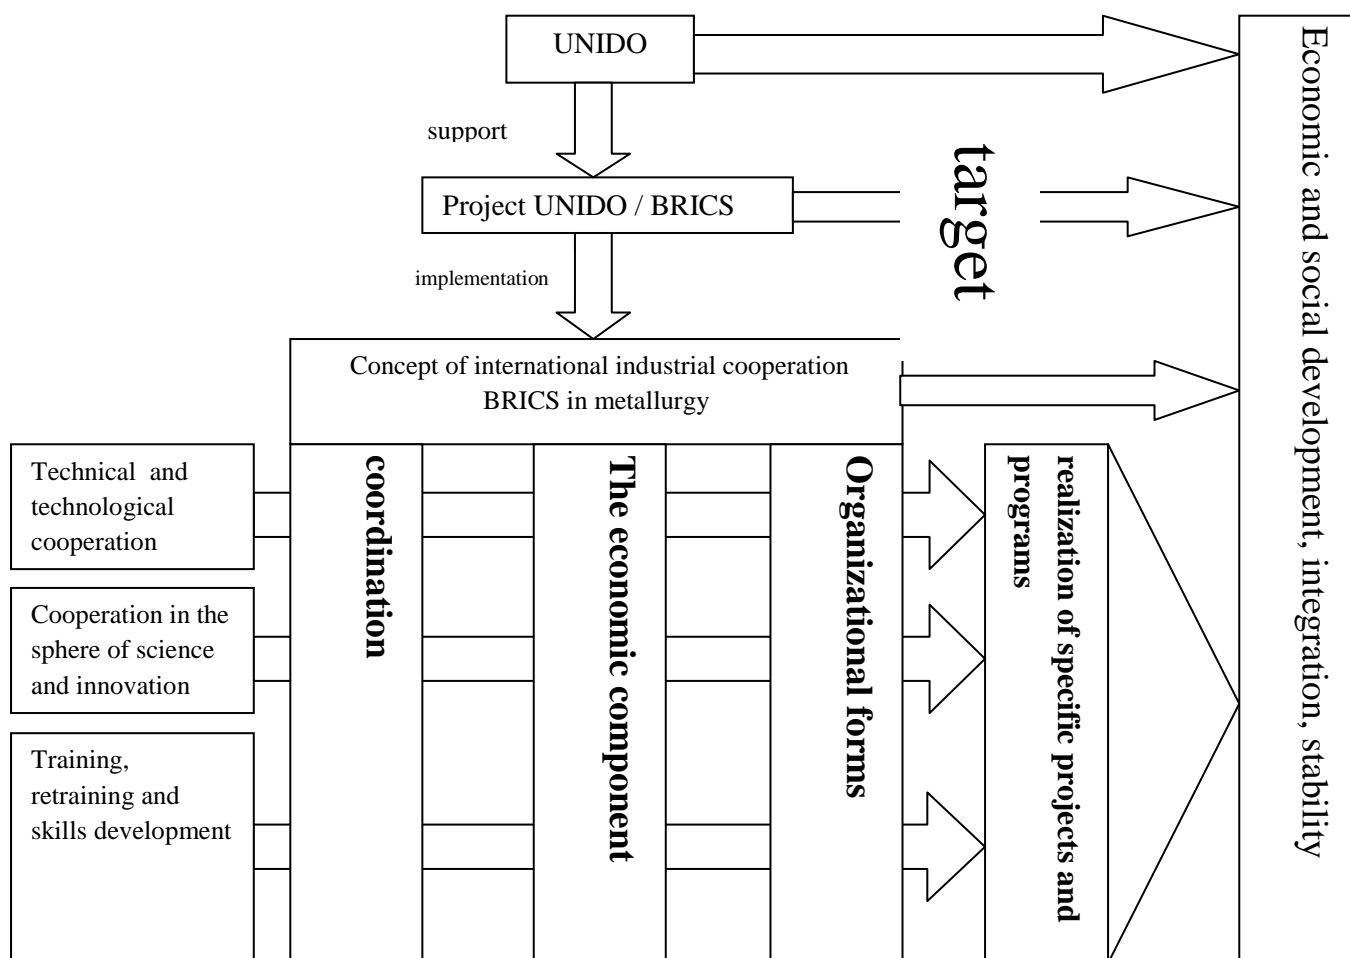 UNIDO
support
Project UNIDO / BRICS
target
implementation
Concept of international industrial cooperation
BRICS in metallurgy
Economic and social development, integration, stability
Technical and
technological
cooperation
Cooperation in the
sphere of science
and innovation
Training,
retraining and
skills development
coordination
The economic component
Organizational forms
realization of specific projects and
programs